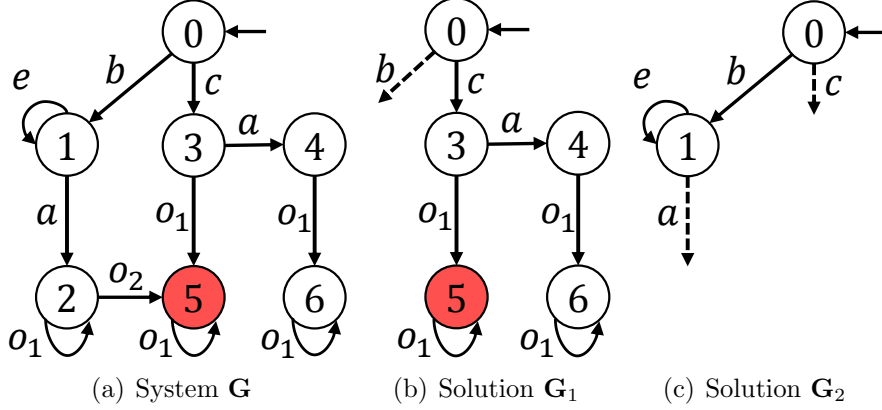 0 0 0
e b c b c e b c
1 3 a 4 3 a 4 1
a o₁ o₁ o₁ o₁ a
2 o₂ 5 6 5 6
o₁ o₁ o₁ o₁ o₁
(a) System G (b) Solution G₁ (c) Solution G₂